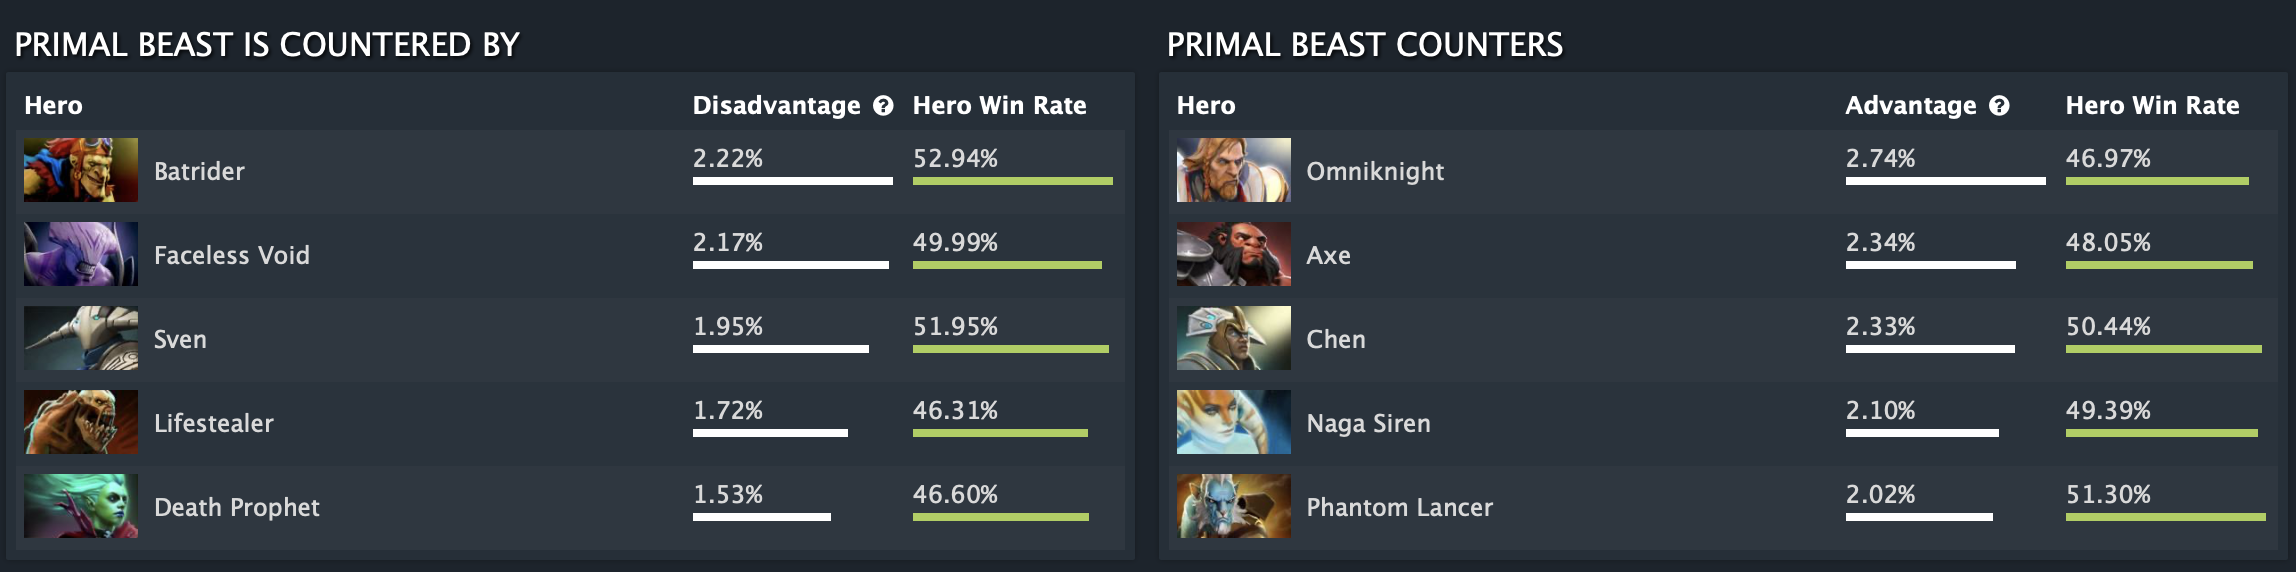 PRIMAL BEAST IS COUNTERED BY
Hero Disadvantage ? Hero Win Rate
Batrider 2.22% 52.94%
Faceless Void 2.17% 49.99%
Sven 1.95% 51.95%
Lifestealer 1.72% 46.31%
Death Prophet 1.53% 46.60%
PRIMAL BEAST COUNTERS
Hero Advantage ? Hero Win Rate
Omniknight 2.74% 46.97%
Axe 2.34% 48.05%
Chen 2.33% 50.44%
Naga Siren 2.10% 49.39%
Phantom Lancer 2.02% 51.30%